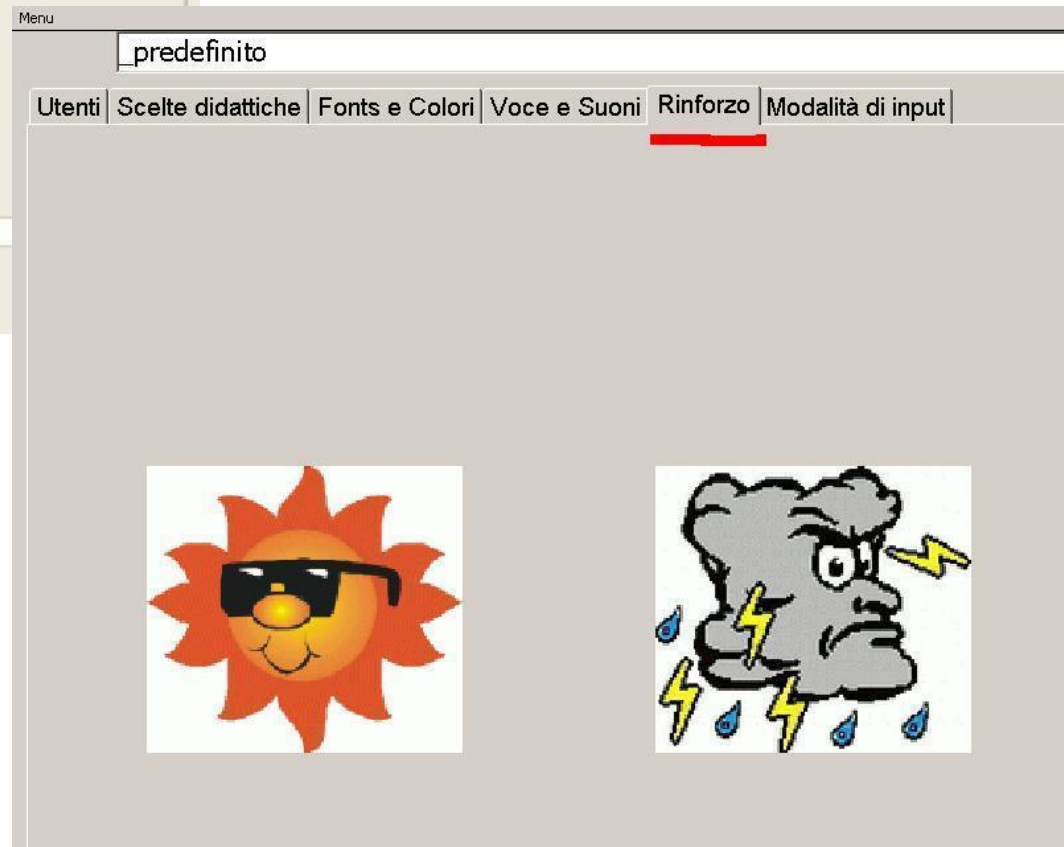 Menu
_predefinito
Utenti Scelte didattiche Fonts e Colori Voce e Suoni Rinforzo Modalità di input